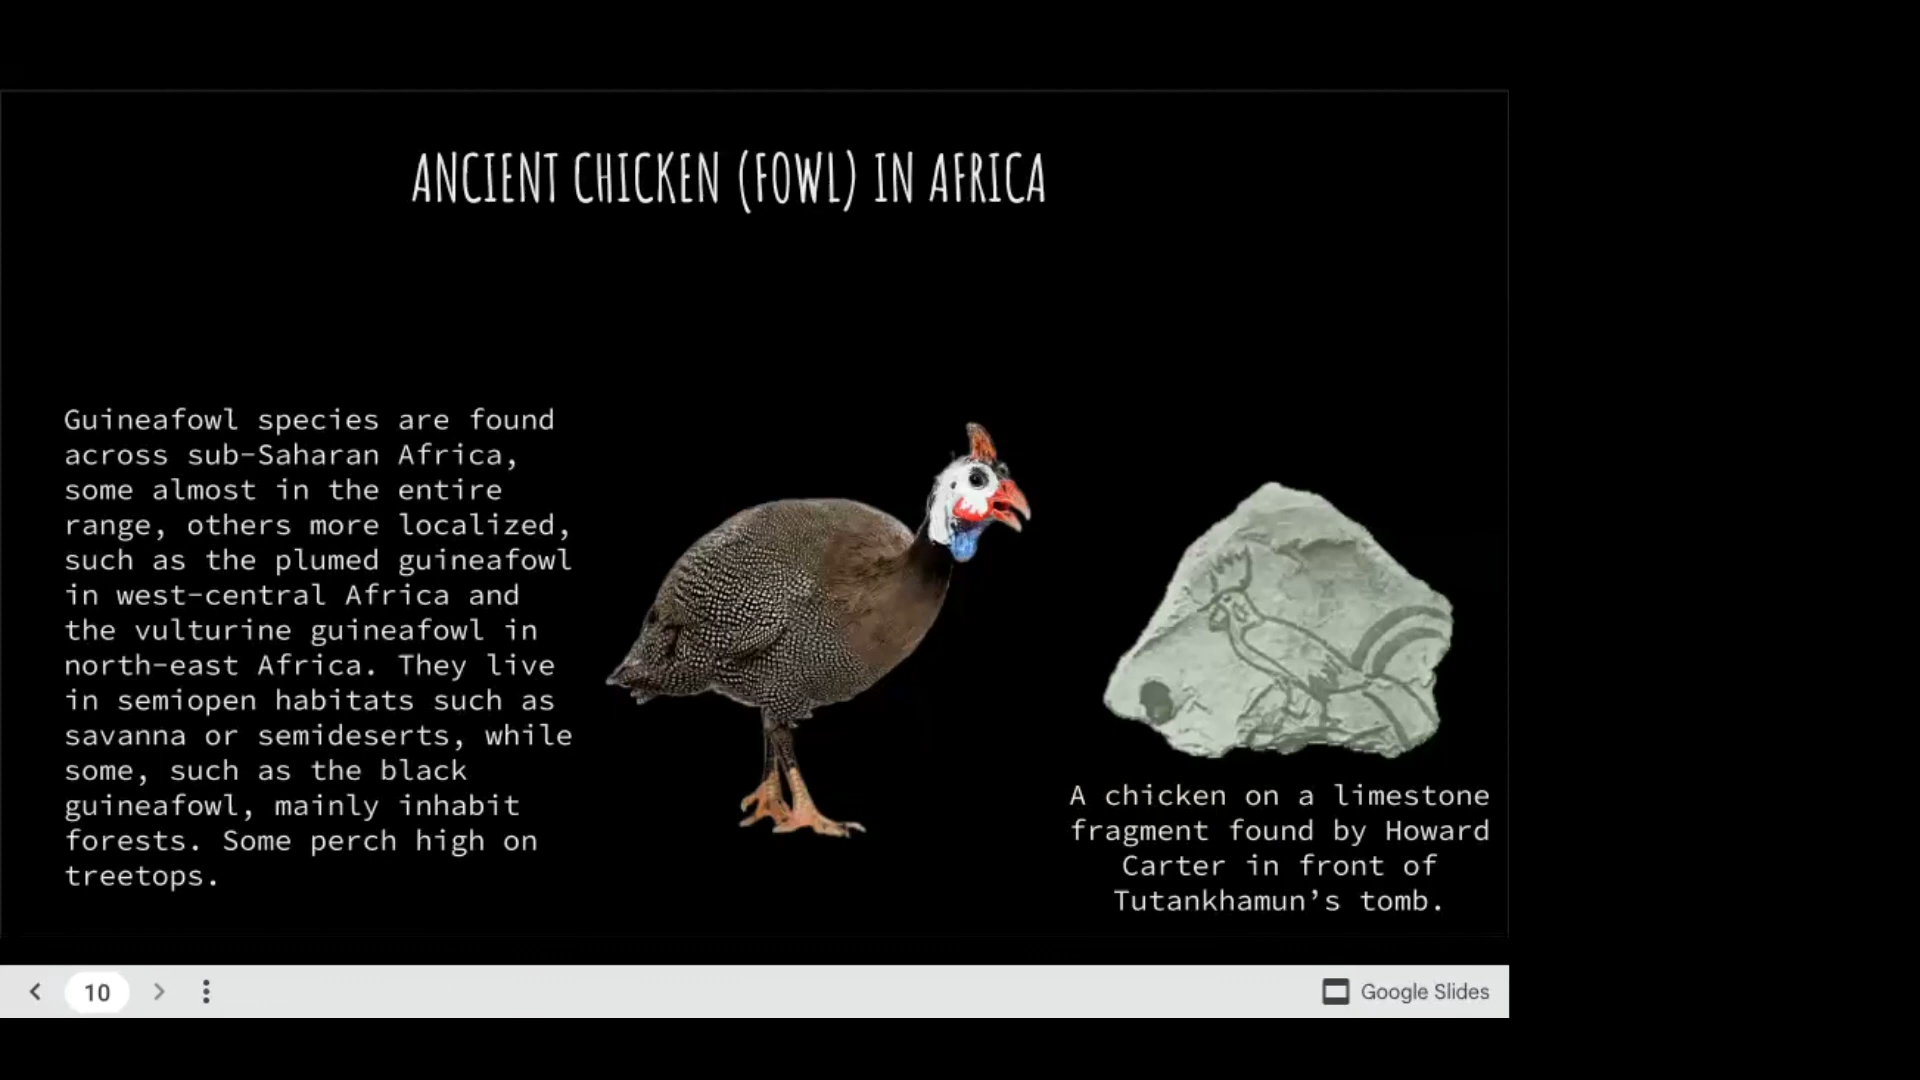 ANCIENT CHICKEN (FOWL) IN AFRICA
Guineafowl species are found
across sub-Saharan Africa,
some almost in the entire
range, others more localized,
such as the plumed guineafowl
in west-central Africa and
the vulturine guineafowl in
north-east Africa. They live
in semiopen habitats such as
savanna or semideserts, while
some, such as the black
guineafowl, mainly inhabit
forests. Some perch high on
treetops.
A chicken on a limestone
fragment found by Howard
Carter in front of
Tutankhamun’s tomb.
10
Google Slides